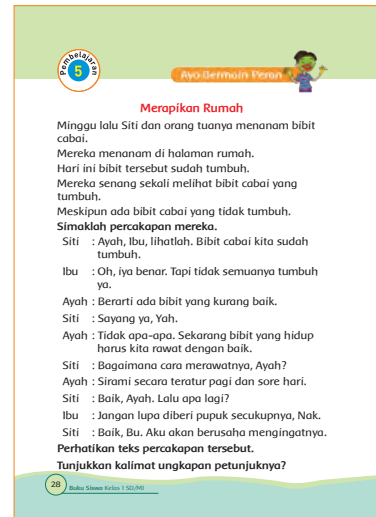 Pembelajaran
5
Ayo Bermain Peran
Merapikan Rumah
Minggu lalu Siti dan orang tuanya menanam bibit
cabai.
Mereka menanam di halaman rumah.
Hari ini bibit tersebut sudah tumbuh.
Mereka senang sekali melihat bibit cabai yang
tumbuh.
Meskipun ada bibit cabai yang tidak tumbuh.
Simaklah percakapan mereka.
Siti : Ayah, Ibu, lihatlah. Bibit cabai kita sudah
tumbuh.
Ibu : Oh, iya benar. Tapi tidak semuanya tumbuh
ya.
Ayah : Berarti ada bibit yang kurang baik.
Siti : Sayang ya, Yah.
Ayah : Tidak apa-apa. Sekarang bibit yang hidup
harus kita rawat dengan baik.
Siti : Bagaimana cara merawatnya, Ayah?
Ayah : Sirami secara teratur pagi dan sore hari.
Siti : Baik, Ayah. Lalu apa lagi?
Ibu : Jangan lupa diberi pupuk secukupnya, Nak.
Siti : Baik, Bu. Aku akan berusaha mengingatnya.
Perhatikan teks percakapan tersebut.
Tunjukkan kalimat ungkapan petunjuknya?
28 Buku Siswa Kelas 1 SD/MI